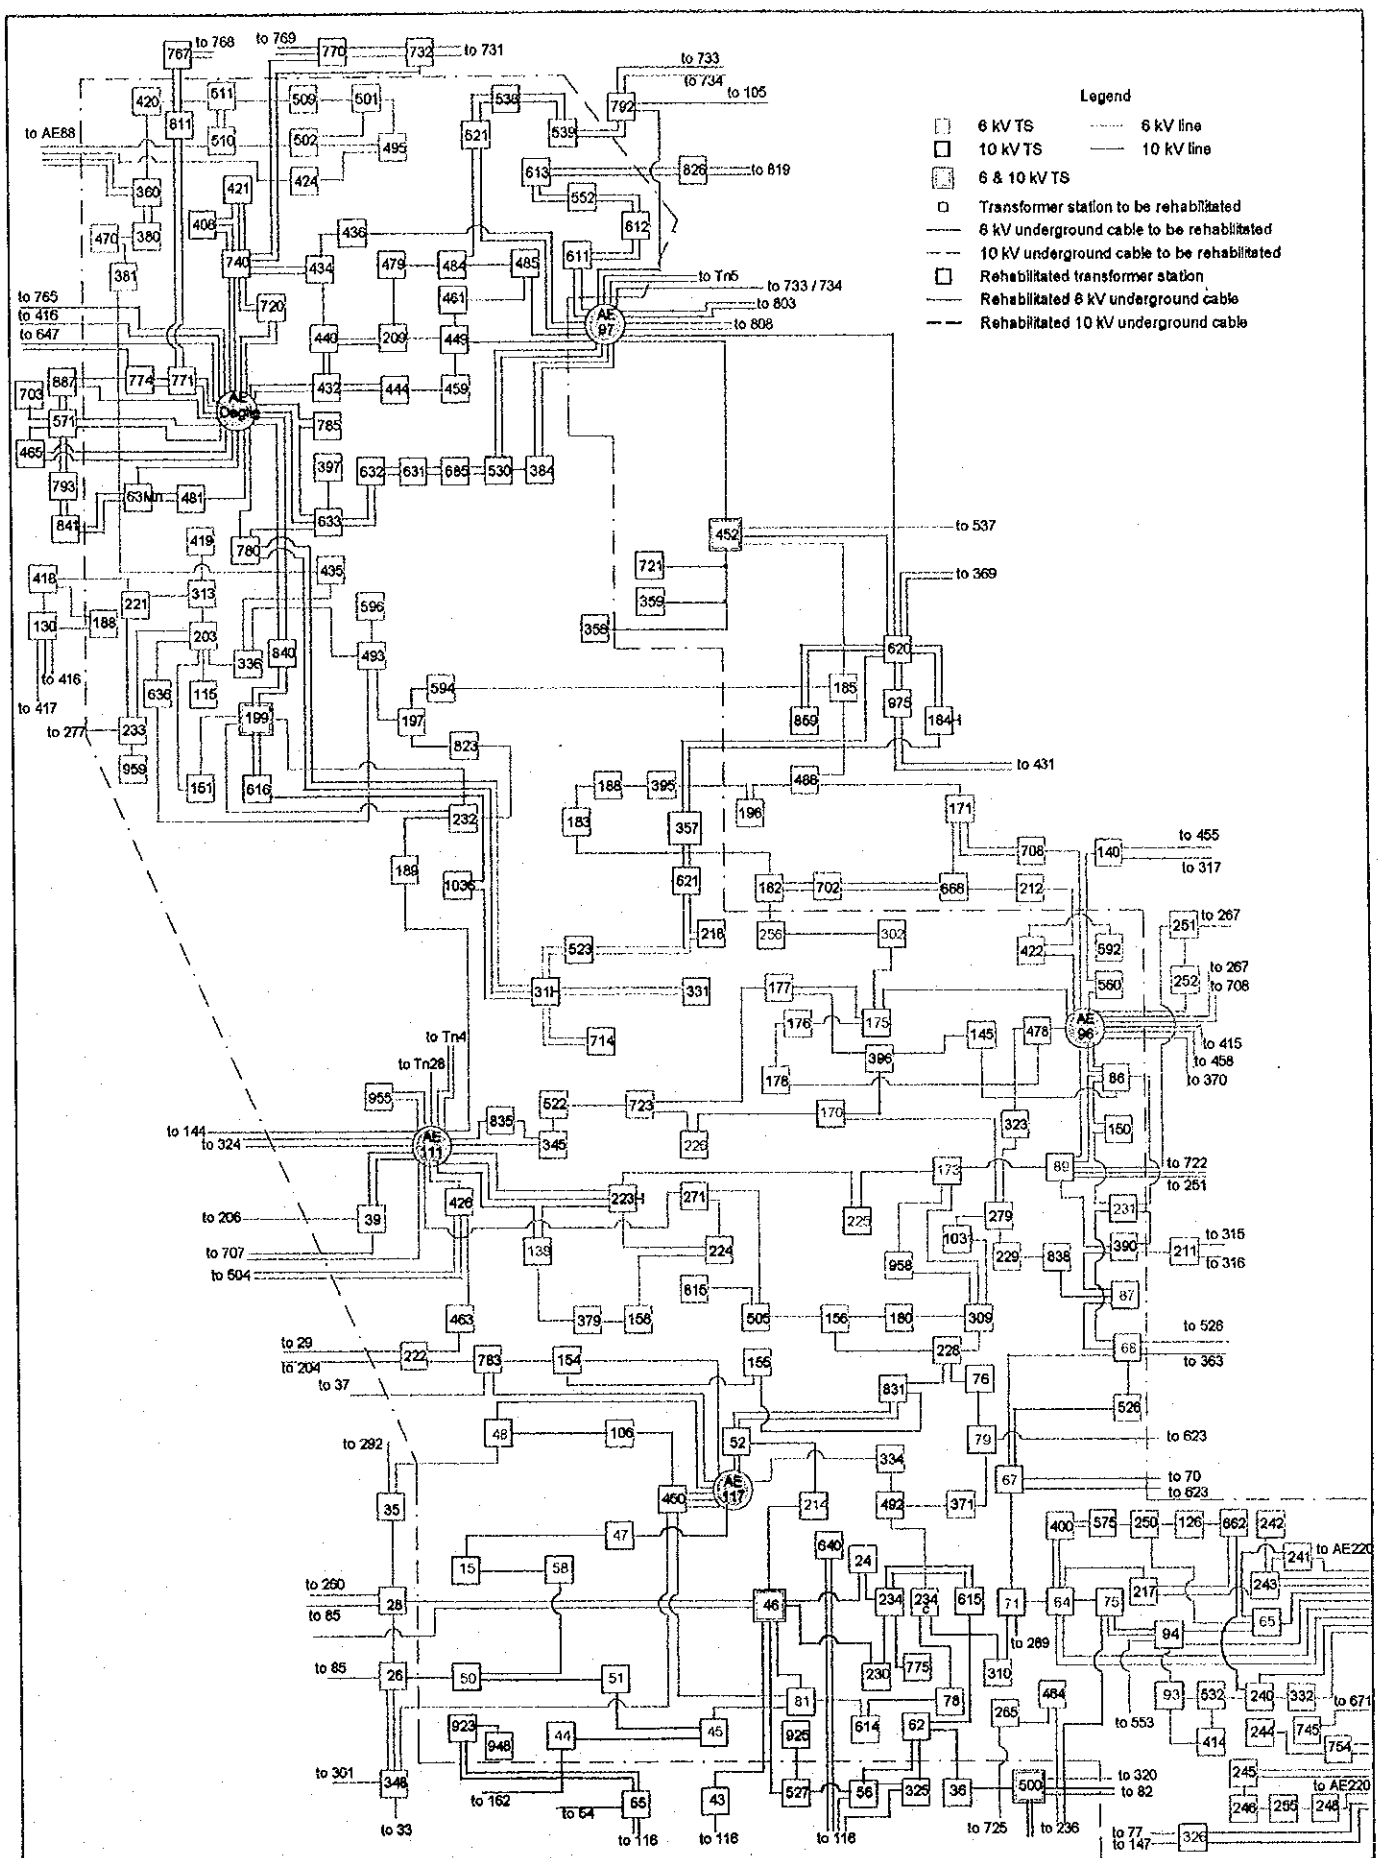 to 768
to 769
to 731
to 733
to 734
to 105
767
770
732
792
Legend
6 kV TS
6 kV line
10 kV TS
10 kV line
6 & 10 kV TS
Transformer station to be rehabilitated
6 kV underground cable to be rehabilitated
10 kV underground cable to be rehabilitated
Rehabilitated transformer station
Rehabilitated 6 kV underground cable
Rehabilitated 10 kV underground cable
420
511
509
501
811
510
502
495
424
to AE88
621
536
539
613
826
to 819
552
612
611
360
421
408
380
470
381
740
434
436
479
484
485
461
720
440
209
449
432
444
459
to Tn5
to 733 / 734
to 803
to 808
AE
97
to 765
to 416
to 647
703
887
774
771
AE
571
465
793
841
63Mn
481
785
397
632
631
685
530
384
633
780
452
to 537
721
359
358
to 369
419
435
418
221
313
130
188
203
336
596
493
840
636
115
199
594
197
823
185
620
975
869
184H
to 416
to 417
to 277
233
959
151
616
232
189
1036
to 431
188
395
488
196
183
357
621
171
708
140
to 455
to 317
182
702
668
212
256
302
422
592
251
to 267
252
560
to 267
to 708
218
523
31H
331
714
177
176
175
178
396
145
478
AE
96
to 415
to 458
to 370
86
to Tn4
to Tn28
955
to 144
to 324
AE
111
835
522
345
723
226
170
323
150
89
to 722
to 251
173
225
279
103
229
838
231
390
211
to 315
to 316
87
426
39
to 206
to 707
to 504
223H
271
139
224
379
158
815
505
156
180
309
958
463
to 29
to 204
222
783
154
155
228
831
76
66
to 526
to 363
526
to 37
48
106
52
79
to 623
to 292
35
AE
117
450
334
492
371
214
67
to 70
to 623
47
15
58
640
24
400
575
250
126
662
242
241
to AE220
243
to 260
to 85
28
46
234
234
c
615
71
64
75
217
65
94
to 269
to 85
26
50
51
81
230
775
78
310
93
532
240
332
to 671
to 553
923
948
44
45
614
925
62
265
464
414
244
745
754
to 301
348
to 33
to 162
to 64
55
to 116
43
to 116
527
56
325
36
500
to 320
to 82
to 116
to 725
to 236
245
to AE220
246
255
248
to 77
to 147
326